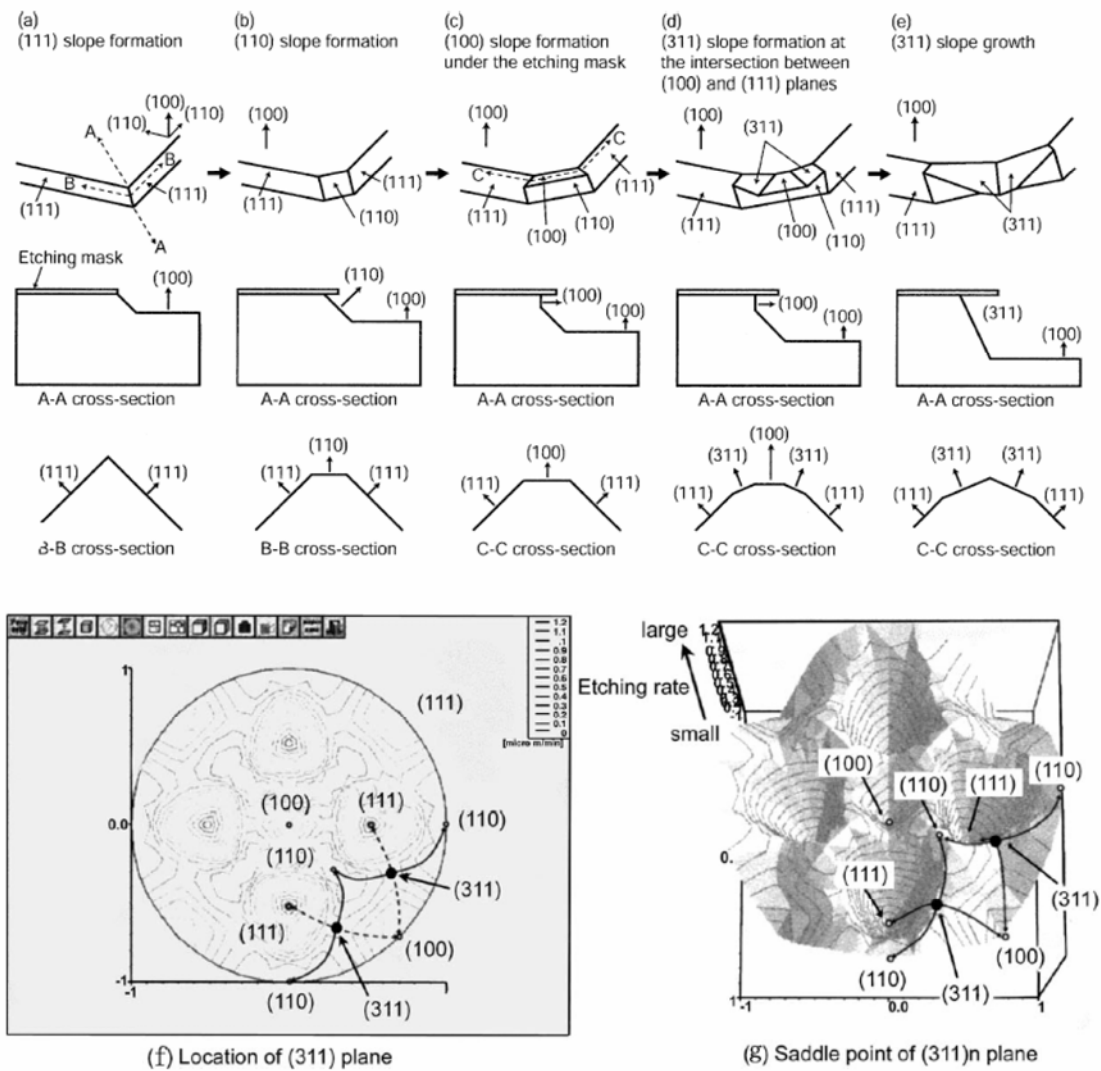 (a)
(111) slope formation
(b)
(110) slope formation
(c)
(100) slope formation
under the etching mask
(d)
(311) slope formation at
the intersection between
(100) and (111) planes
(e)
(311) slope growth
(100)
(110)
(110)
A
B
B
(111)
(111)
A
(100)
(111)
(111)
(110)
(100)
C
C
(111)
(111)
(100)
(110)
(100)
(311)
(111)
(111)
(100)
(110)
(100)
(111)
(311)
Etching mask
(100)
A-A cross-section
(110)
(100)
A-A cross-section
(100)
(100)
A-A cross-section
(100)
(100)
A-A cross-section
(311)
(100)
A-A cross-section
(111)
(111)
B-B cross-section
(110)
(111)
(111)
B-B cross-section
(100)
(111)
(111)
C-C cross-section
(100)
(311)
(311)
(111)
(111)
C-C cross-section
(311)
(311)
(111)
(111)
C-C cross-section
1.2
1.1
.1
0.9
0.8
0.7
0.6
0.5
0.4
0.3
0.2
0.1
0
[micro m/min]
1
0.0
-1
-1
(111)
(100)
(111)
(110)
(110)
(311)
(111)
(100)
(110)
(311)
(f) Location of (311) plane
large
1.2
Etching rate
small
-1
(100)
(110)
(111)
(110)
0.
(111)
(311)
(100)
(110)
(311)
1
-1
0.0
1
(g) Saddle point of (311)n plane